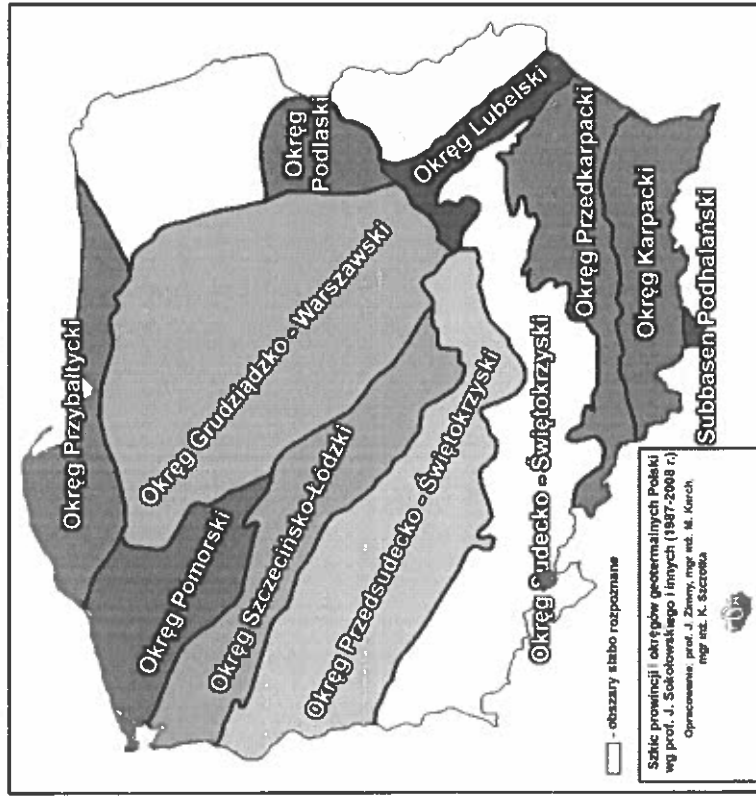 Okręg Przybałtycki
Okręg
Podlaski
Okręg Pomorski
Okręg Grudziądzko - Warszawski
Okręg Szczecińsko-Łódzki
Okręg Lubelski
Okręg Przedsudecko - Świętokrzyski
Okręg Sudecko - Świętokrzyski
Okręg Przedkarpacki
Okręg Karpacki
Subbasen Podhalański
- obszary słabo rozpoznane
Szkic prowincji i okręgów geotermalnych Polski
wg prof. J. Sokołowskiego i innych (1987-2008 r.)
Opracowanie: prof. J. Zimny, mgr inż. M. Karch,
mgr inż. K. Szczotka